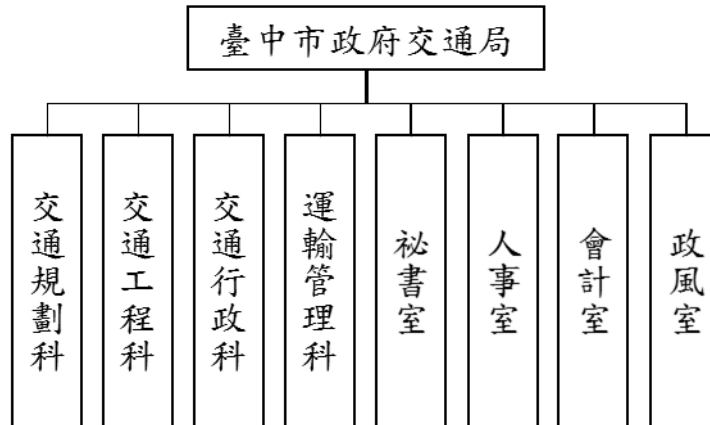 臺中市政府交通局
交通規劃科
交通工程科
交通行政科
運輸管理科
祕書室
人事室
會計室
政風室